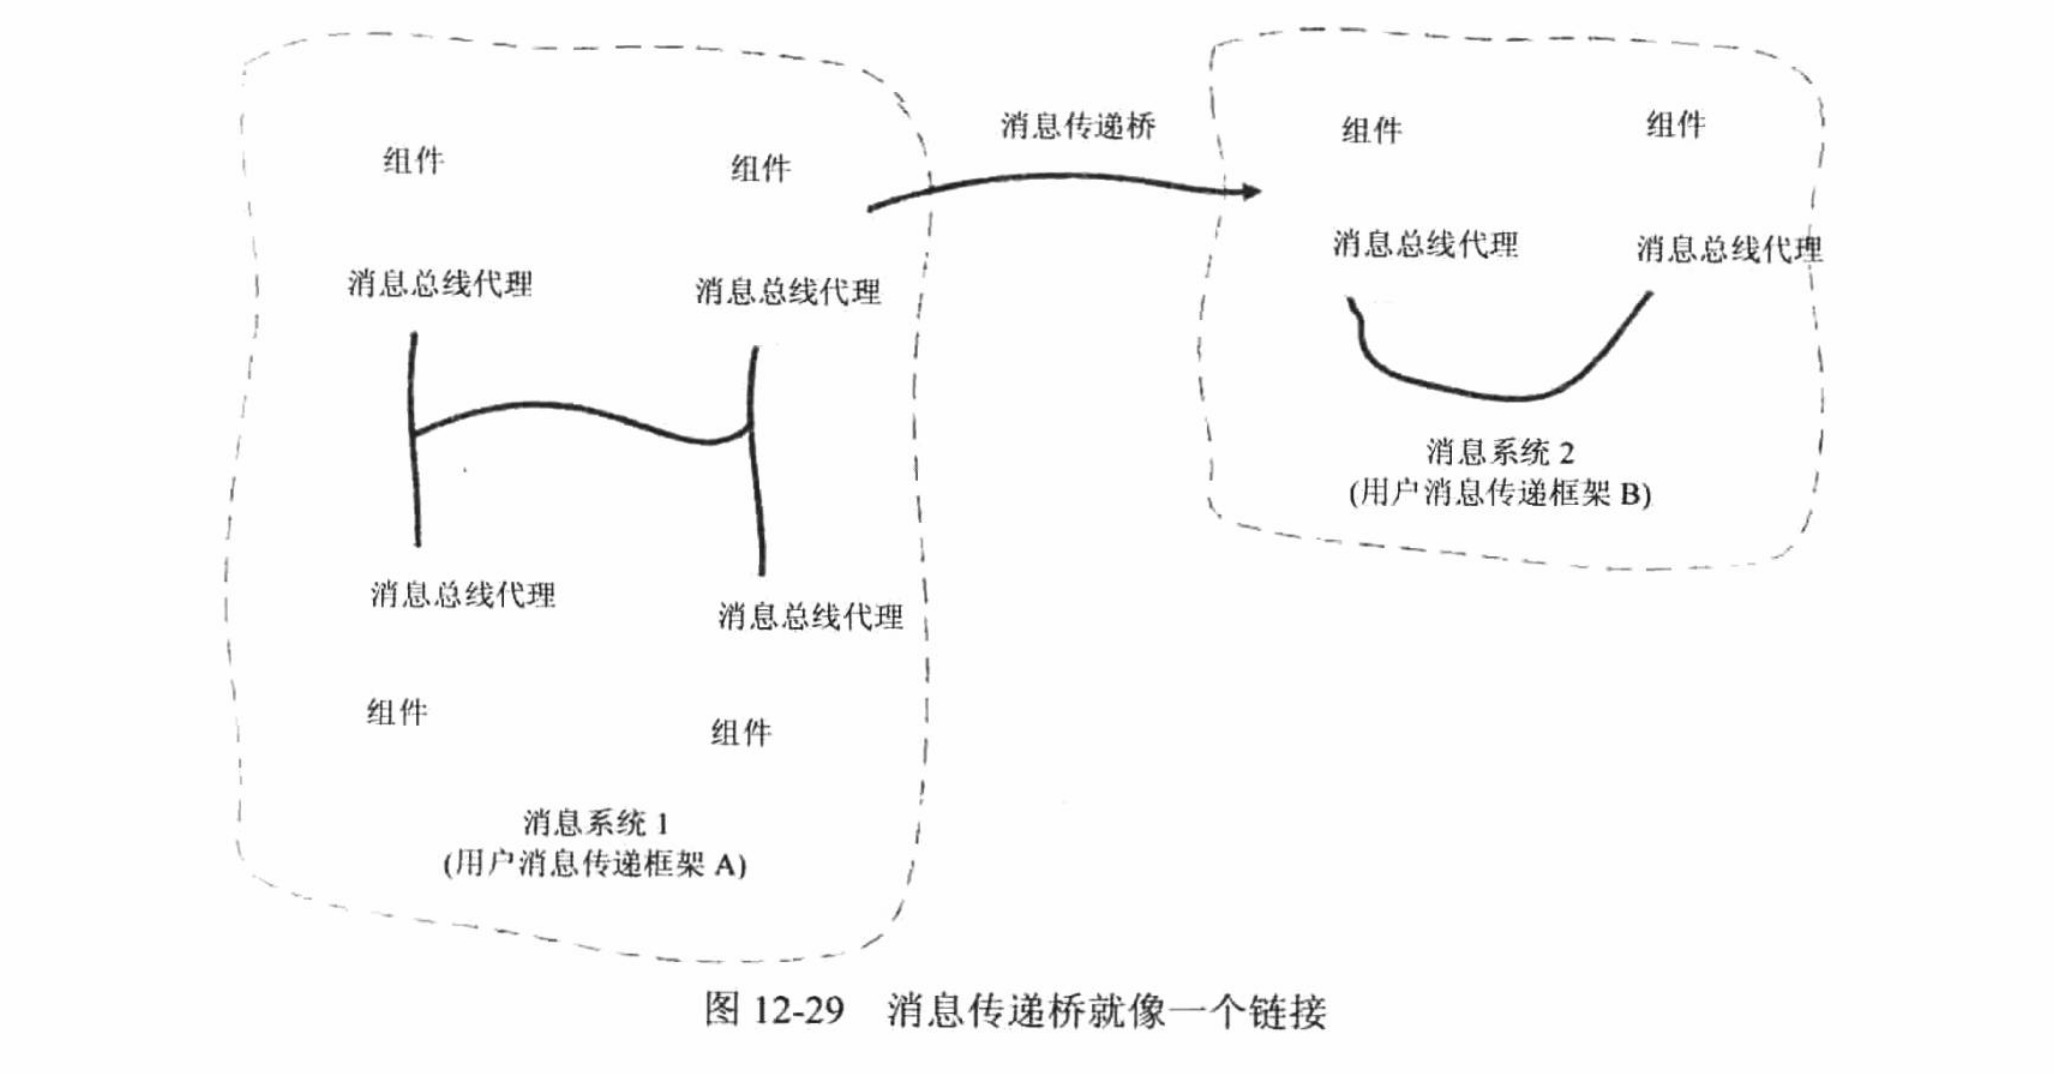 组件
组件
消息总线代理
消息总线代理
消息总线代理
消息总线代理
组件
组件
消息系统 1
(用户消息传递框架 A)
消息传递桥
组件
组件
消息总线代理
消息总线代理
消息系统 2
(用户消息传递框架 B)
图 12-29 消息传递桥就像一个链接